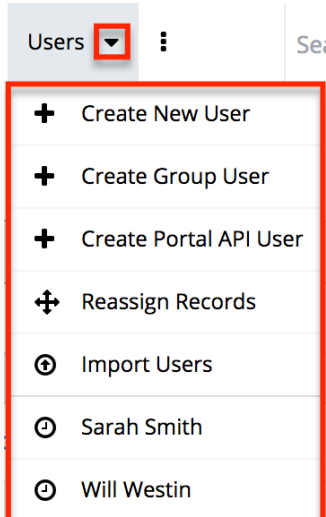 Users
Create New User
Create Group User
Create Portal API User
Reassign Records
Import Users
Sarah Smith
Will Westin